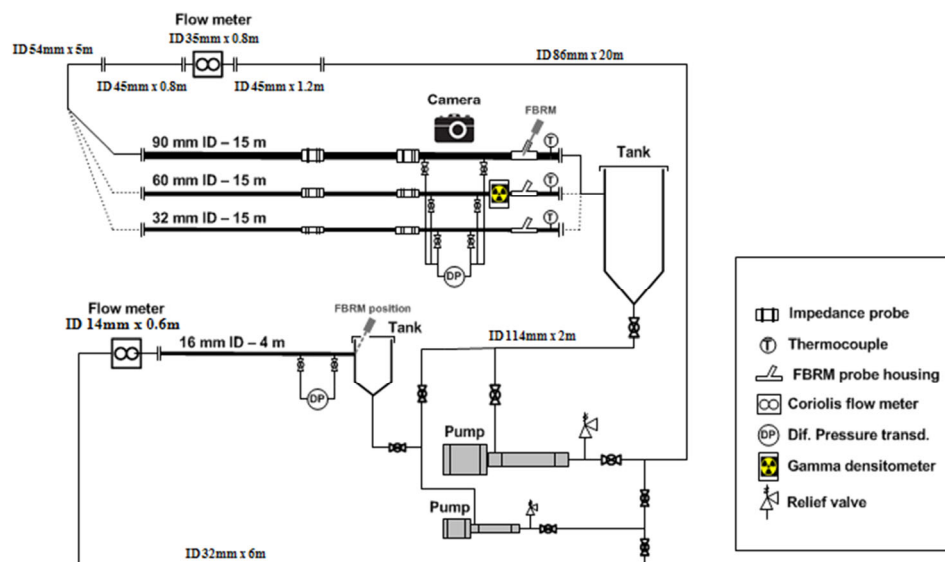 Flow meter
ID 35mm x 0.8m
ID 54mm x 5m
ID 86mm x 20m
ID 45mm x 0.8m
ID 45mm x 1.2m
Camera
FBRM
90 mm ID – 15 m
T
Tank
60 mm ID – 15 m
T
32 mm ID – 15 m
T
DP
Flow meter
ID 14mm x 0.6m
FBRM position
Tank
16 mm ID – 4 m
DP
ID 114mm x 2m
Pump
Pump
ID 32mm x 6m
Impedance probe
T
Thermocouple
FBRM probe housing
Coriolis flow meter
DP
Dif. Pressure transd.
Gamma densitometer
Relief valve